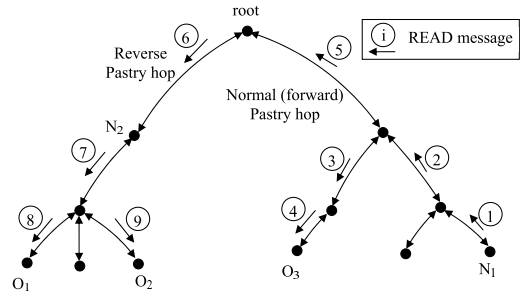 root
i READ message
6
5
Reverse
Pastry hop
Normal (forward)
Pastry hop
N2
7
3
2
4
8
9
1
O1
O2
O3
N1